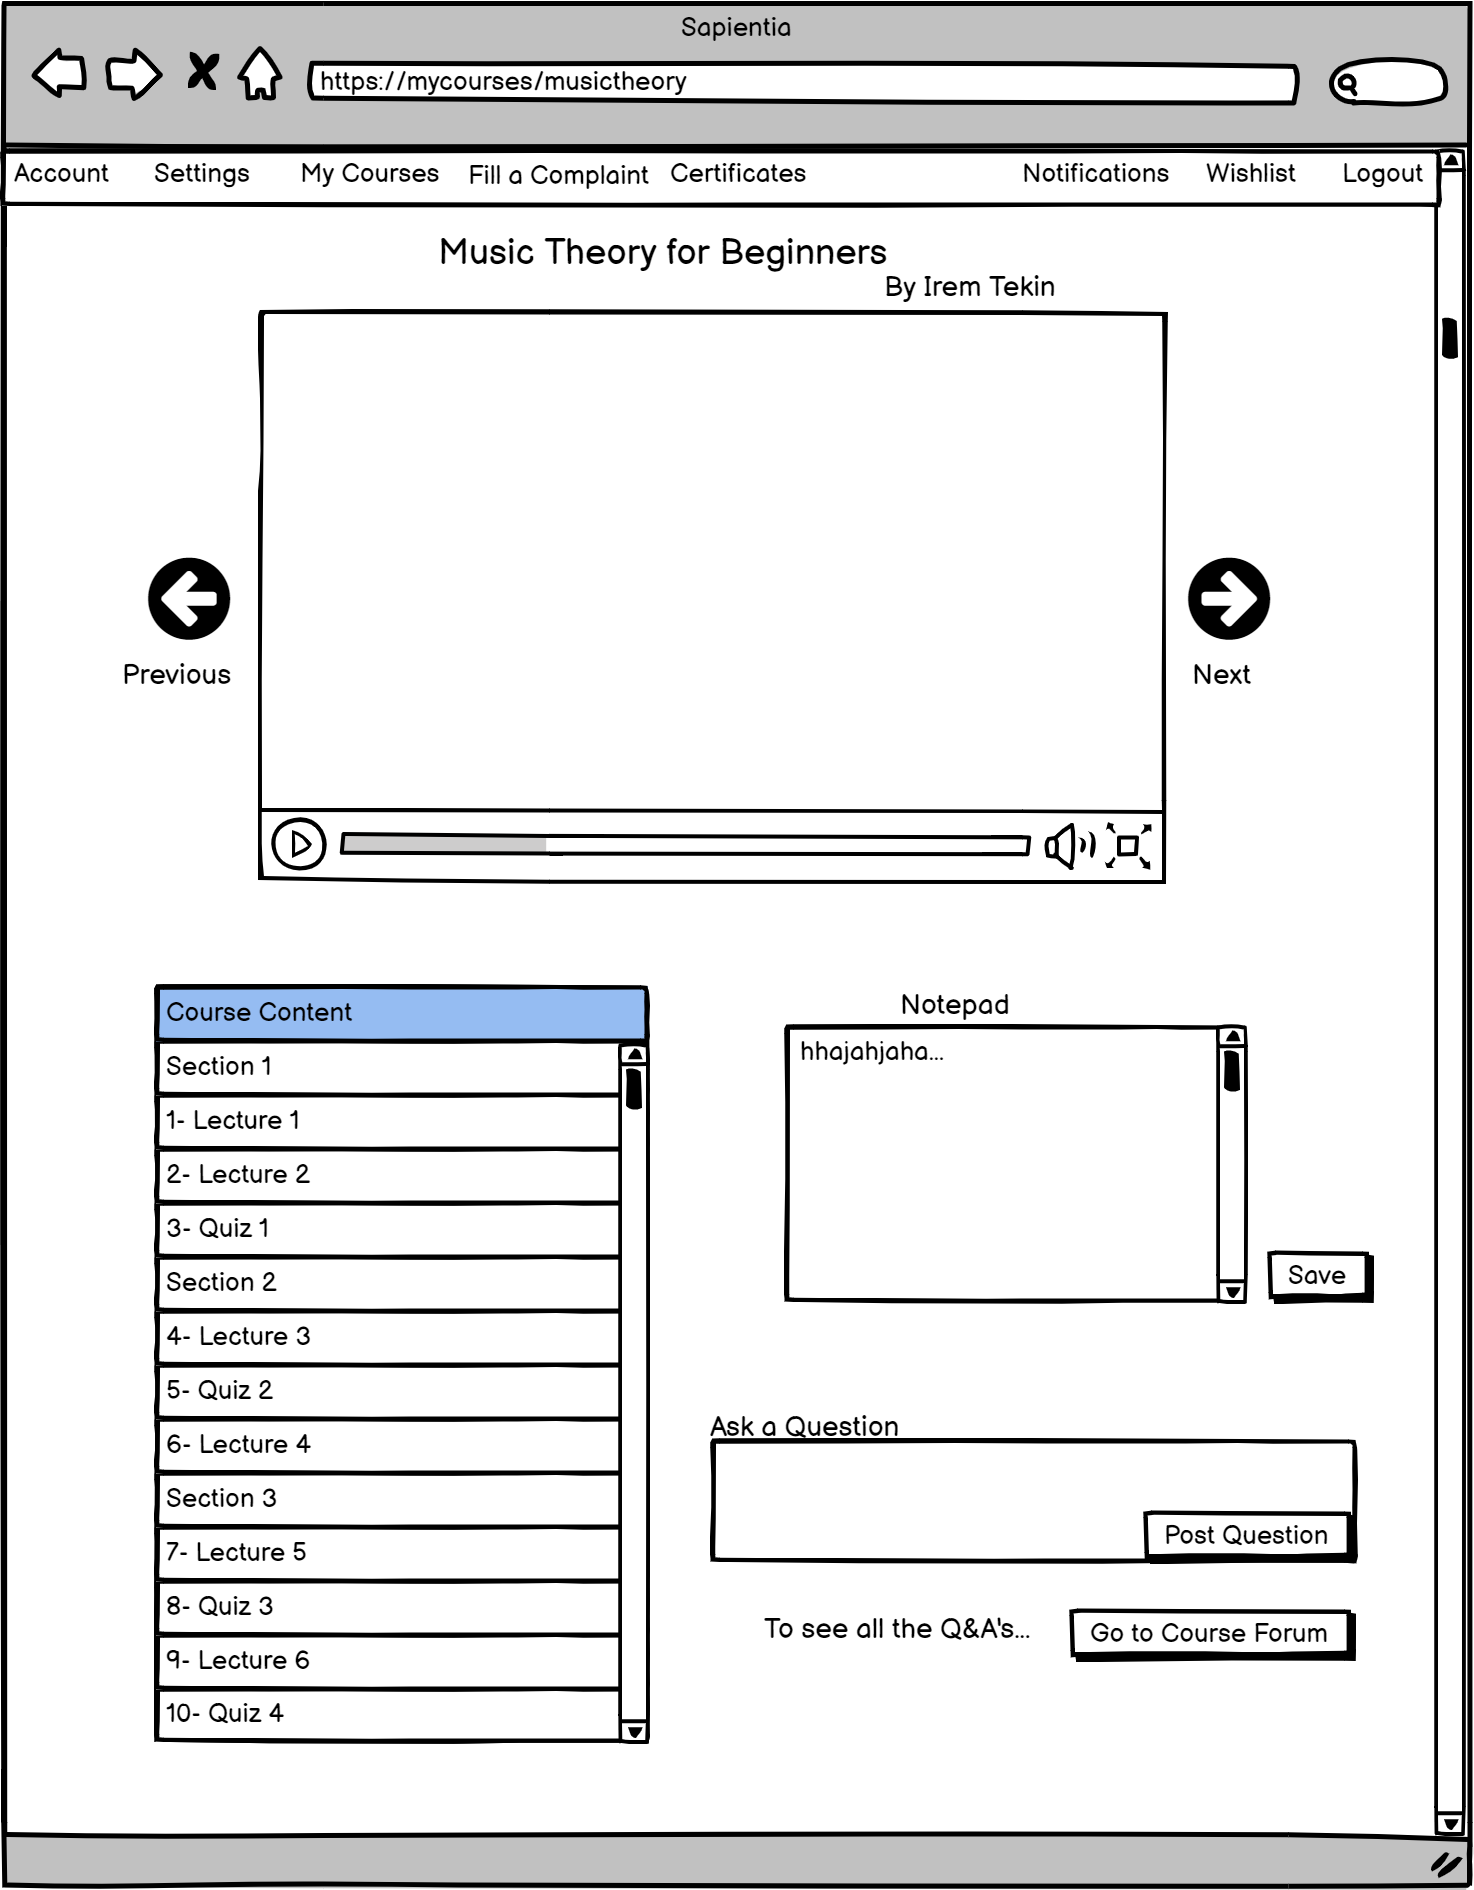 Sapientia
https://mycourses/musictheory
Account Settings My Courses Fill a Complaint Certificates Notifications Wishlist Logout
Music Theory for Beginners
By Irem Tekin
Previous
Next
Course Content
Section 1
1- Lecture 1
2- Lecture 2
3- Quiz 1
Section 2
4- Lecture 3
5- Quiz 2
6- Lecture 4
Section 3
7- Lecture 5
8- Quiz 3
9- Lecture 6
10- Quiz 4
Notepad
hhajahjaha...
Save
Ask a Question
Post Question
To see all the Q&A's...
Go to Course Forum